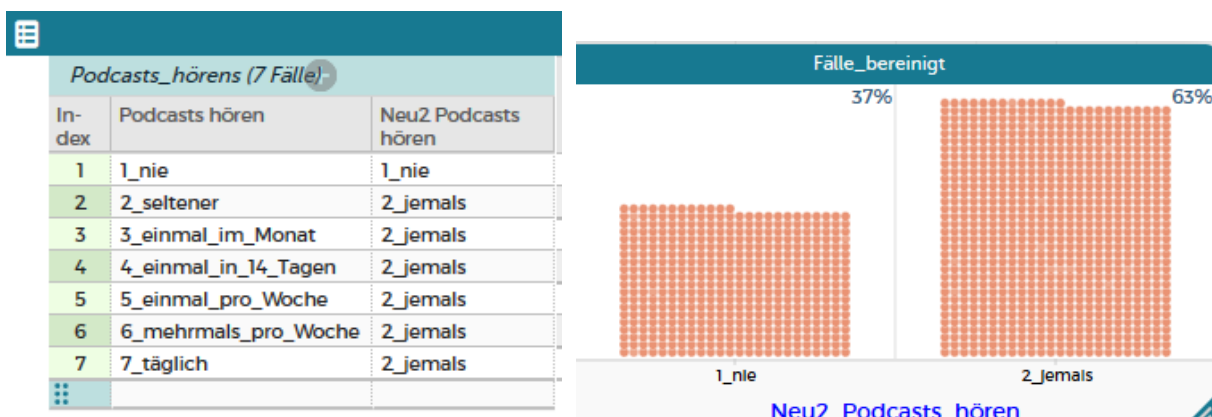 Podcasts_hörens (7 Fälle)
In-
dex
Podcasts hören
Neu2 Podcasts
hören
1 1_nie 1_nie
2 2_seltener 2_jemals
3 3_einmal_im_Monat 2_jemals
4 4_einmal_in_14_Tagen 2_jemals
5 5_einmal_pro_Woche 2_jemals
6 6_mehrmals_pro_Woche 2_jemals
7 7_täglich 2_jemals
Fälle_bereinigt
37% 63%
1_nie 2_jemals
Neu2_Podcasts_hören